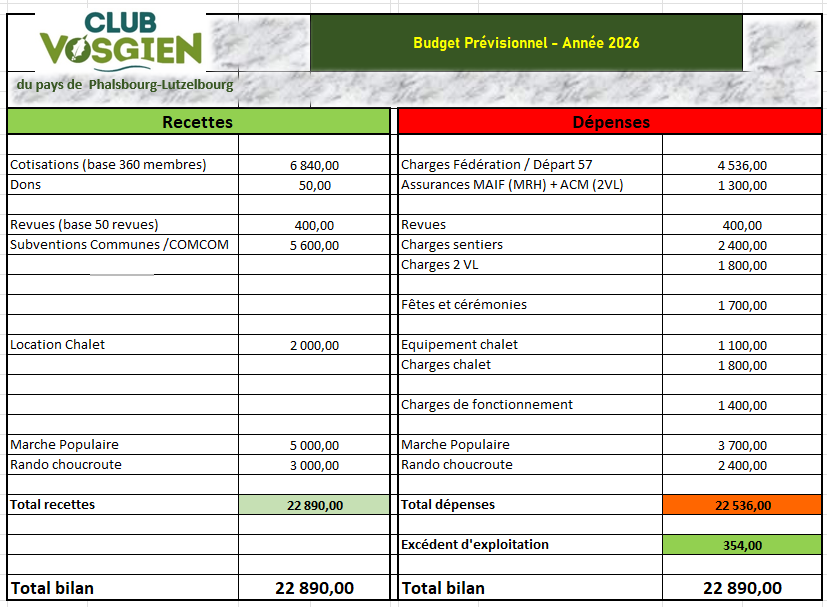 CLUB
VOSGIEN
Budget Prévisionnel - Année 2026
du pays de Phalsbourg-Lutzelbourg
Recettes Dépenses
Cotisations (base 360 membres) 6 840,00 Charges Fédération / Départ 57 4 536,00
Dons 50,00 Assurances MAIF (MRH) + ACM (2VL) 1 300,00
Revues (base 50 revues) 400,00 Revues 400,00
Subventions Communes /COMCOM 5 600,00 Charges sentiers 2 400,00
Charges 2 VL 1 800,00
Fêtes et cérémonies 1 700,00
Location Chalet 2 000,00 Equipement chalet 1 100,00
Charges chalet 1 800,00
Charges de fonctionnement 1 400,00
Marche Populaire 5 000,00 Marche Populaire 3 700,00
Rando choucroute 3 000,00 Rando choucroute 2 400,00
Total recettes 22 890,00 Total dépenses 22 536,00
Excédent d'exploitation 354,00
Total bilan 22 890,00 Total bilan 22 890,00